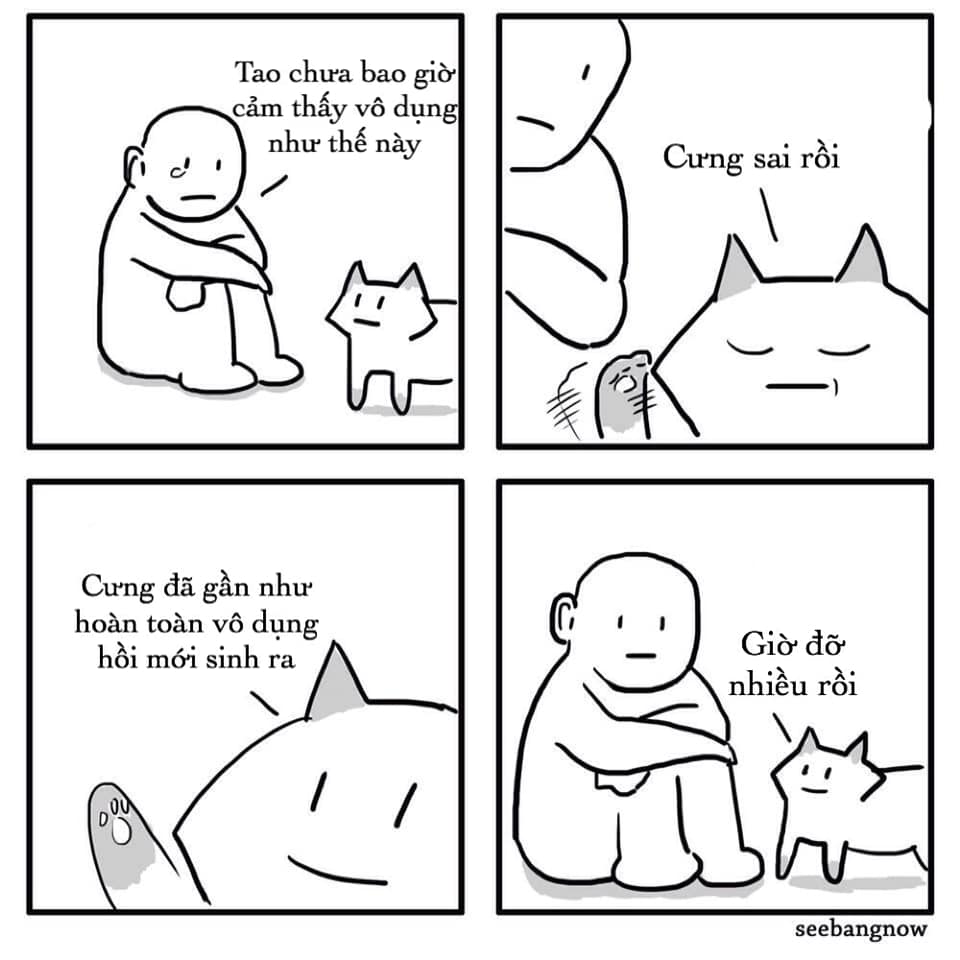 Tao chưa bao giờ
cảm thấy vô dụng
như thế này
Cưng sai rồi
Cưng đã gần như
hoàn toàn vô dụng
hồi mới sinh ra
Giờ đỡ
nhiều rồi
seebangnow